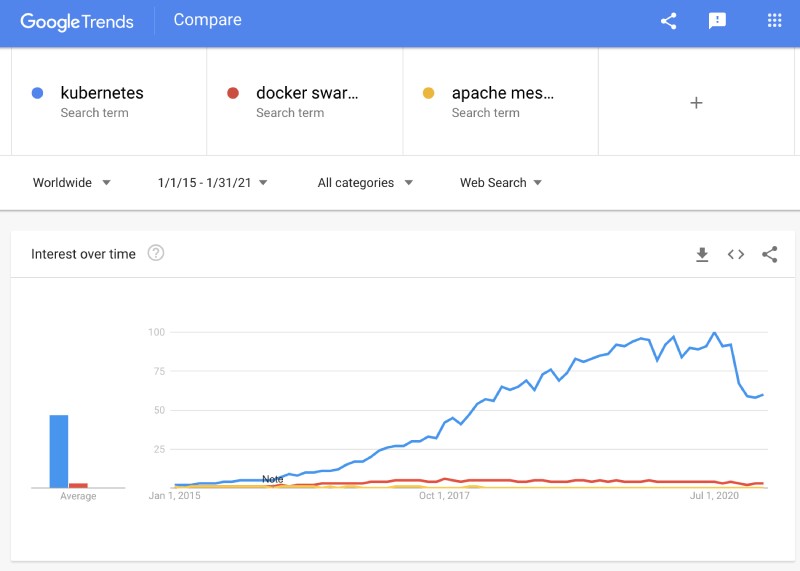 Google Trends Compare
kubernetes
Search term
docker swar...
Search term
apache mes...
Search term
+
Worldwide
1/1/15 - 1/31/21
All categories
Web Search
Interest over time ?
100
75
50
25
Note
Average
Jan 1, 2015
Oct 1, 2017
Jul 1, 2020